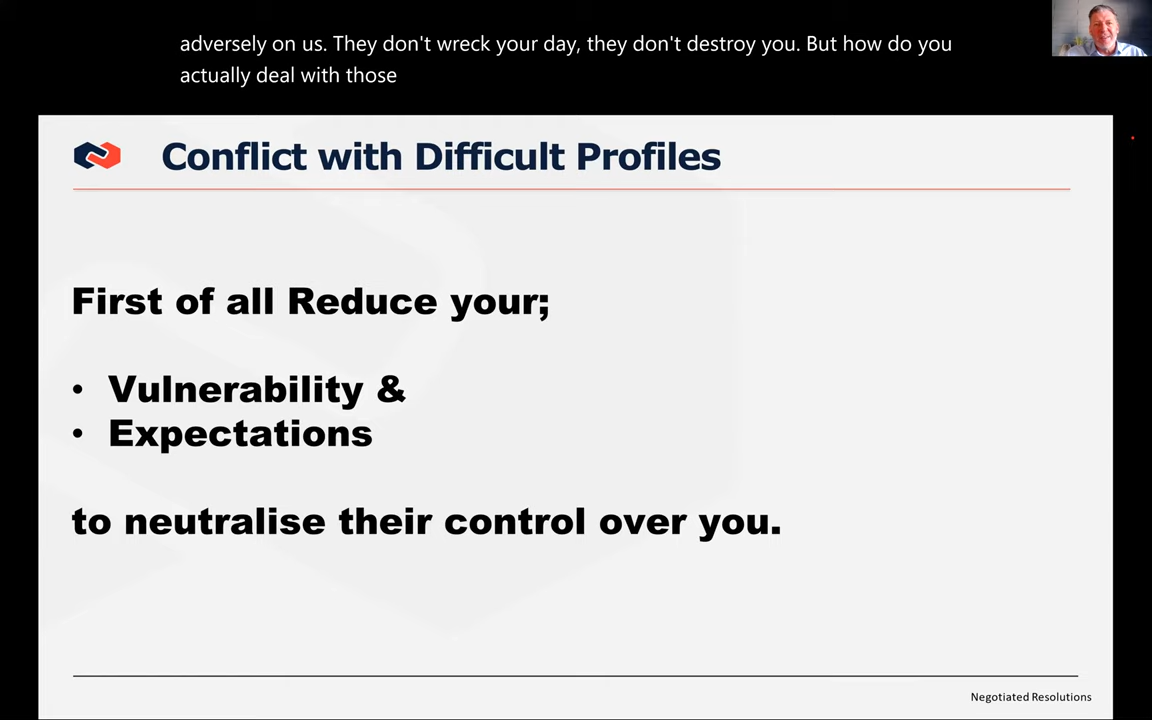 adversely on us. They don't wreck your day, they don't destroy you. But how do you
actually deal with those
Conflict with Difficult Profiles
First of all Reduce your;
• Vulnerability &
• Expectations
to neutralise their control over you.
Negotiated Resolutions